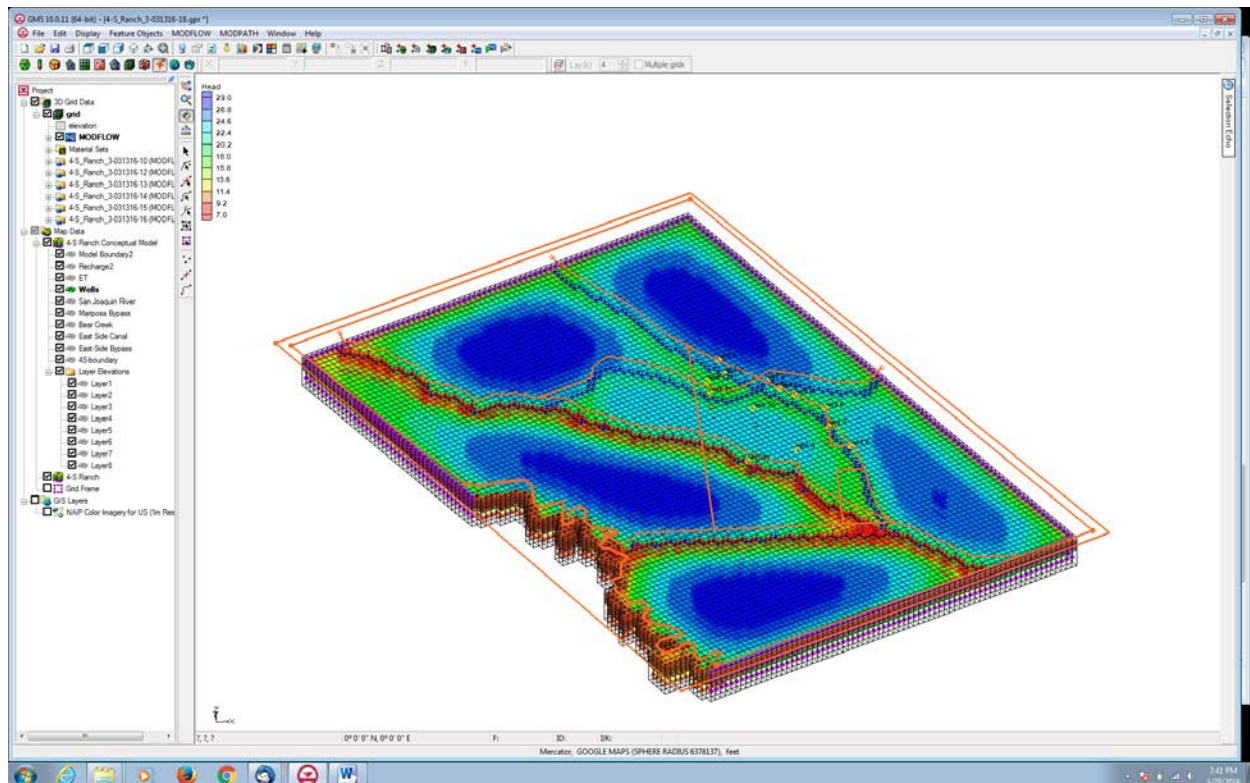 GMS 10.0.11 (64-bit) - [4-S_Ranch_3-031316-18.gpr *]
File Edit Display Feature Objects MODFLOW MODPATH Window Help
X: Y: Z: F: Lay (k) 4 Multiple grids
Project
3D Grid Data
grid
elevation
MODFLOW
Material Sets
4-S_Ranch_3-031316-10 (MODFL
4-S_Ranch_3-031316-12 (MODFL
4-S_Ranch_3-031316-13 (MODFL
4-S_Ranch_3-031316-14 (MODFL
4-S_Ranch_3-031316-15 (MODFL
4-S_Ranch_3-031316-16 (MODFL
Map Data
4-S Ranch Conceptual Model
Model Boundary2
Recharge2
ET
Wells
San Joaquin River
Mariposa Bypass
Bear Creek
East Side Canal
East-Side Bypass
4S-boundary
Layer Elevations
Layer1
Layer2
Layer3
Layer4
Layer5
Layer6
Layer7
Layer8
4-S Ranch
Grid Frame
GIS Layers
NAIP Color Imagery for US (1m Res
Head
29.0
26.8
24.6
22.4
20.2
18.0
15.8
13.6
11.4
9.2
7.0
Selection Echo
Z
X
?, ?, ? 0º 0' 0" N, 0º 0' 0" E F: ID: IJK:
Mercator, GOOGLE MAPS (SPHERE RADIUS 6378137), feet
7:41 PM